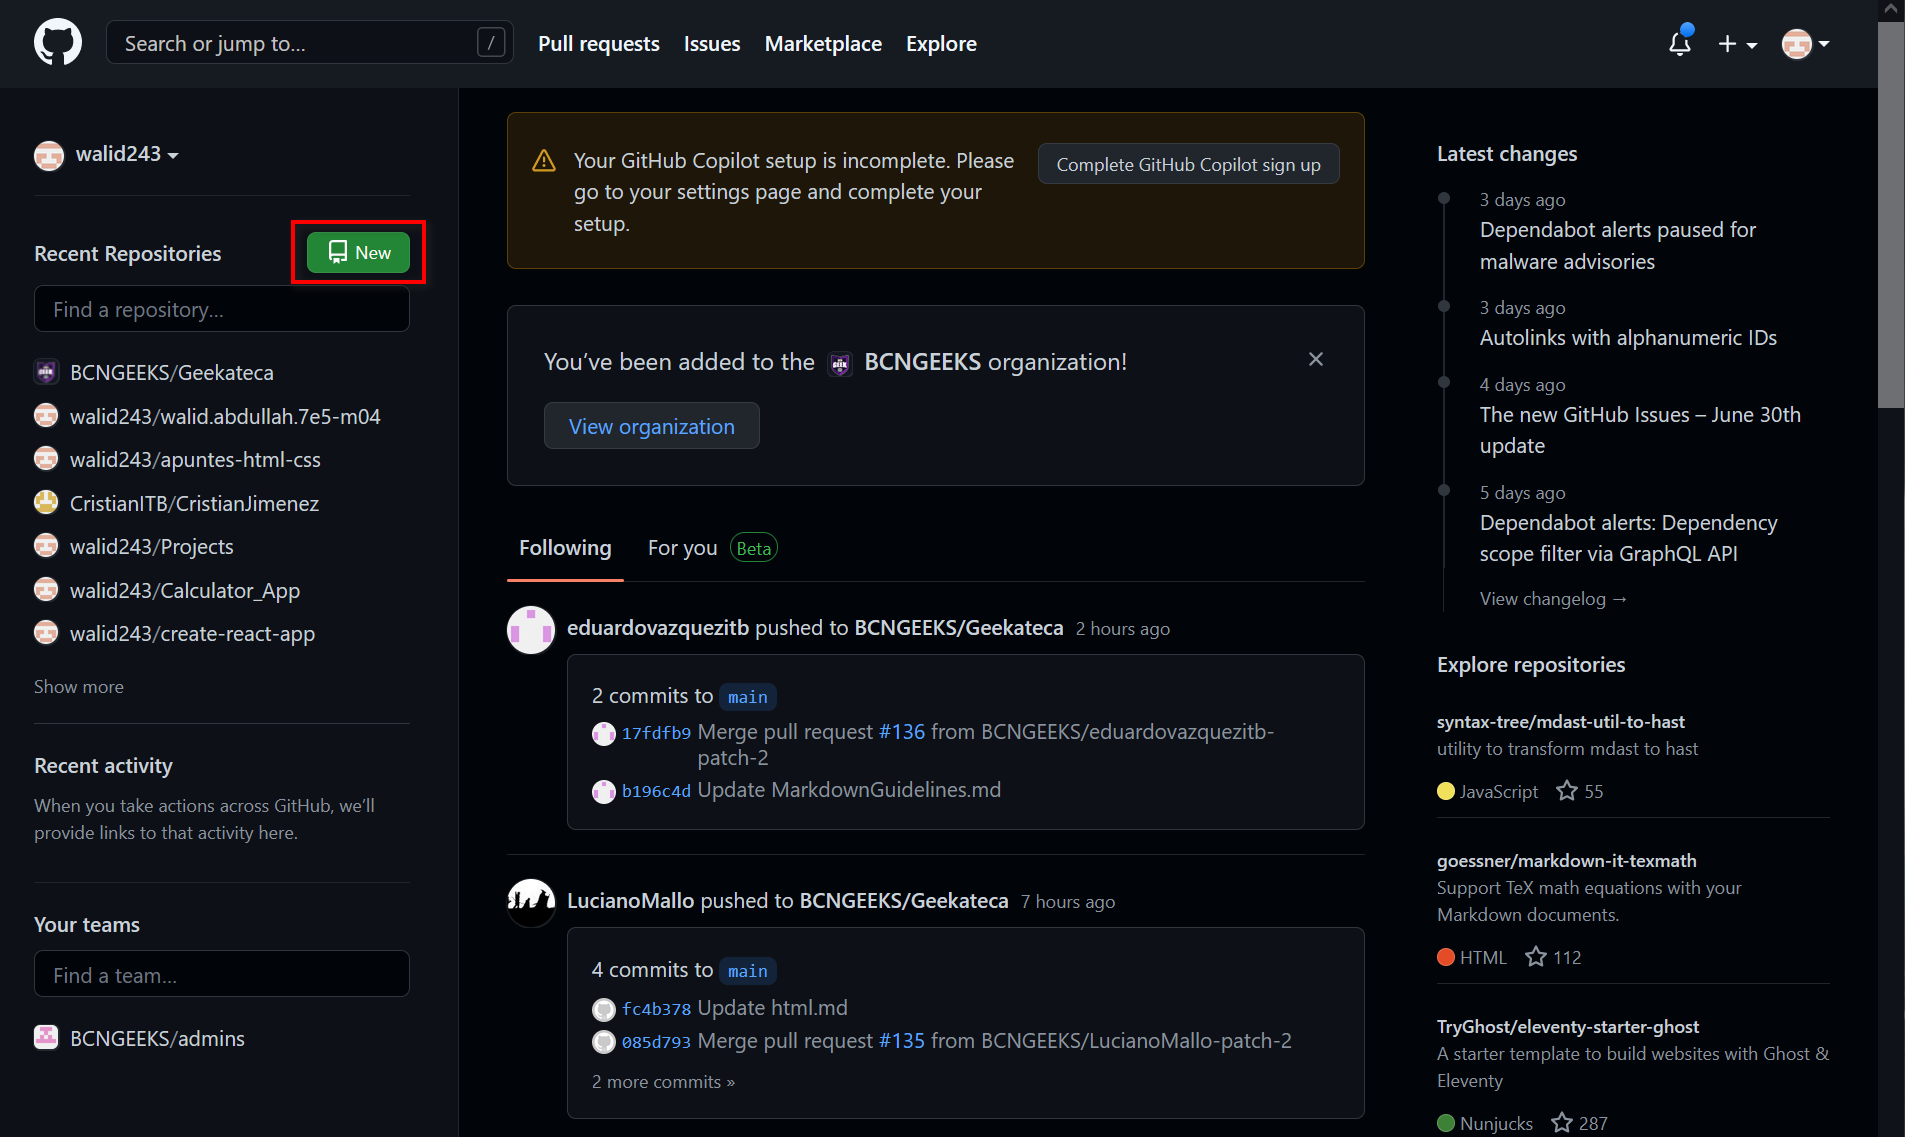 Search or jump to...
/
Pull requests
Issues
Marketplace
Explore
walid243
Recent Repositories
New
Find a repository...
BCNGEEKS/Geekateca
walid243/walid.abdullah.7e5-m04
walid243/apuntes-html-css
CristianITB/CristianJimenez
walid243/Projects
walid243/Calculator_App
walid243/create-react-app
Show more
Recent activity
When you take actions across GitHub, we’ll
provide links to that activity here.
Your teams
Find a team...
BCNGEEKS/admins
Your GitHub Copilot setup is incomplete. Please
go to your settings page and complete your
setup.
Complete GitHub Copilot sign up
You’ve been added to the BCNGEEKS organization!
View organization
Following
For you Beta
eduardovazquezitb pushed to BCNGEEKS/Geekateca 2 hours ago
2 commits to main
17fdfb9 Merge pull request #136 from BCNGEEKS/eduardovazquezitb-
patch-2
b196c4d Update MarkdownGuidelines.md
LucianoMallo pushed to BCNGEEKS/Geekateca 7 hours ago
4 commits to main
fc4b378 Update html.md
085d793 Merge pull request #135 from BCNGEEKS/LucianoMallo-patch-2
2 more commits »
Latest changes
3 days ago
Dependabot alerts paused for
malware advisories
3 days ago
Autolinks with alphanumeric IDs
4 days ago
The new GitHub Issues – June 30th
update
5 days ago
Dependabot alerts: Dependency
scope filter via GraphQL API
View changelog →
Explore repositories
syntax-tree/mdast-util-to-hast
utility to transform mdast to hast
JavaScript 55
goessner/markdown-it-texmath
Support TeX math equations with your
Markdown documents.
HTML 112
TryGhost/eleventy-starter-ghost
A starter template to build websites with Ghost &
Eleventy
Nunjucks 287